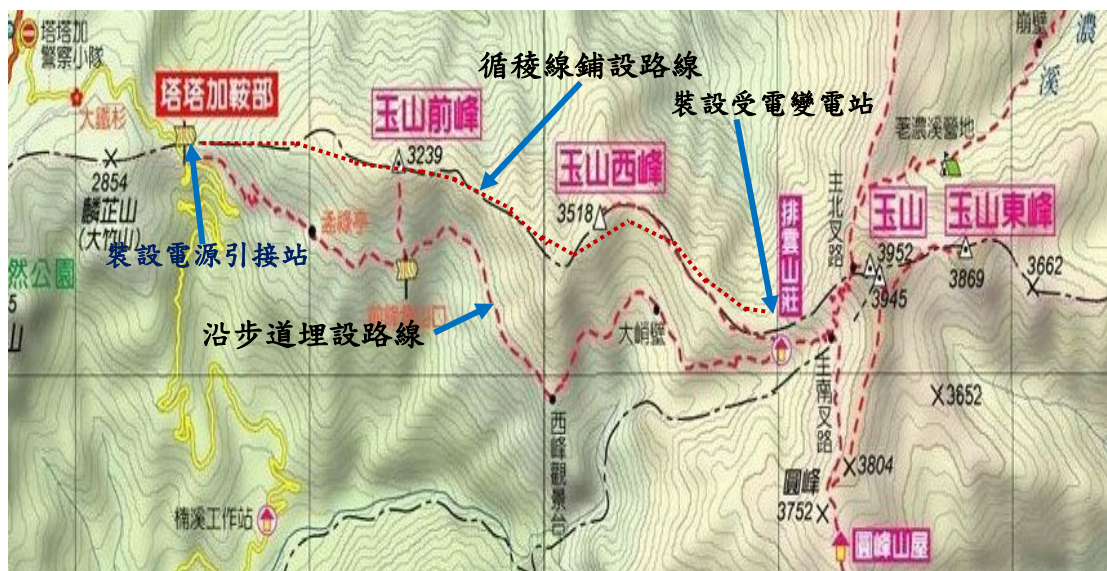 塔塔加
警察小隊
大鐵杉
塔塔加鞍部
2854
麟芷山
(大竹山)
然公園
山
裝設電源引接站
玉山前峰
3239
孟祿亭
沿步道埋設路線
循稜線鋪設路線
裝設受電變電站
玉山西峰
3518
排雲山莊
大峭壁
西峰觀景台
楠溪工作站
崩壁
濃
溪
荖濃溪營地
主北叉路
玉山
3952
3945
玉山東峰
3869
3662
主南叉路
3652
3804
圓峰
3752
圓峰山屋